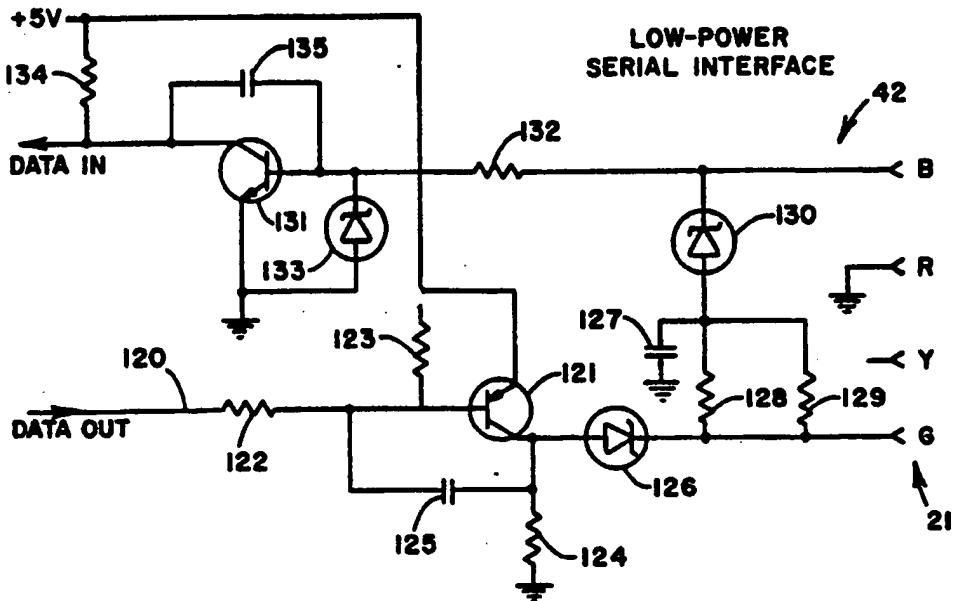 +5V
135
LOW-POWER
SERIAL INTERFACE
134
42
132
DATA IN
B
131
130
133
R
127
123
120
121
Y
128
129
DATA OUT
G
122
126
21
125
124